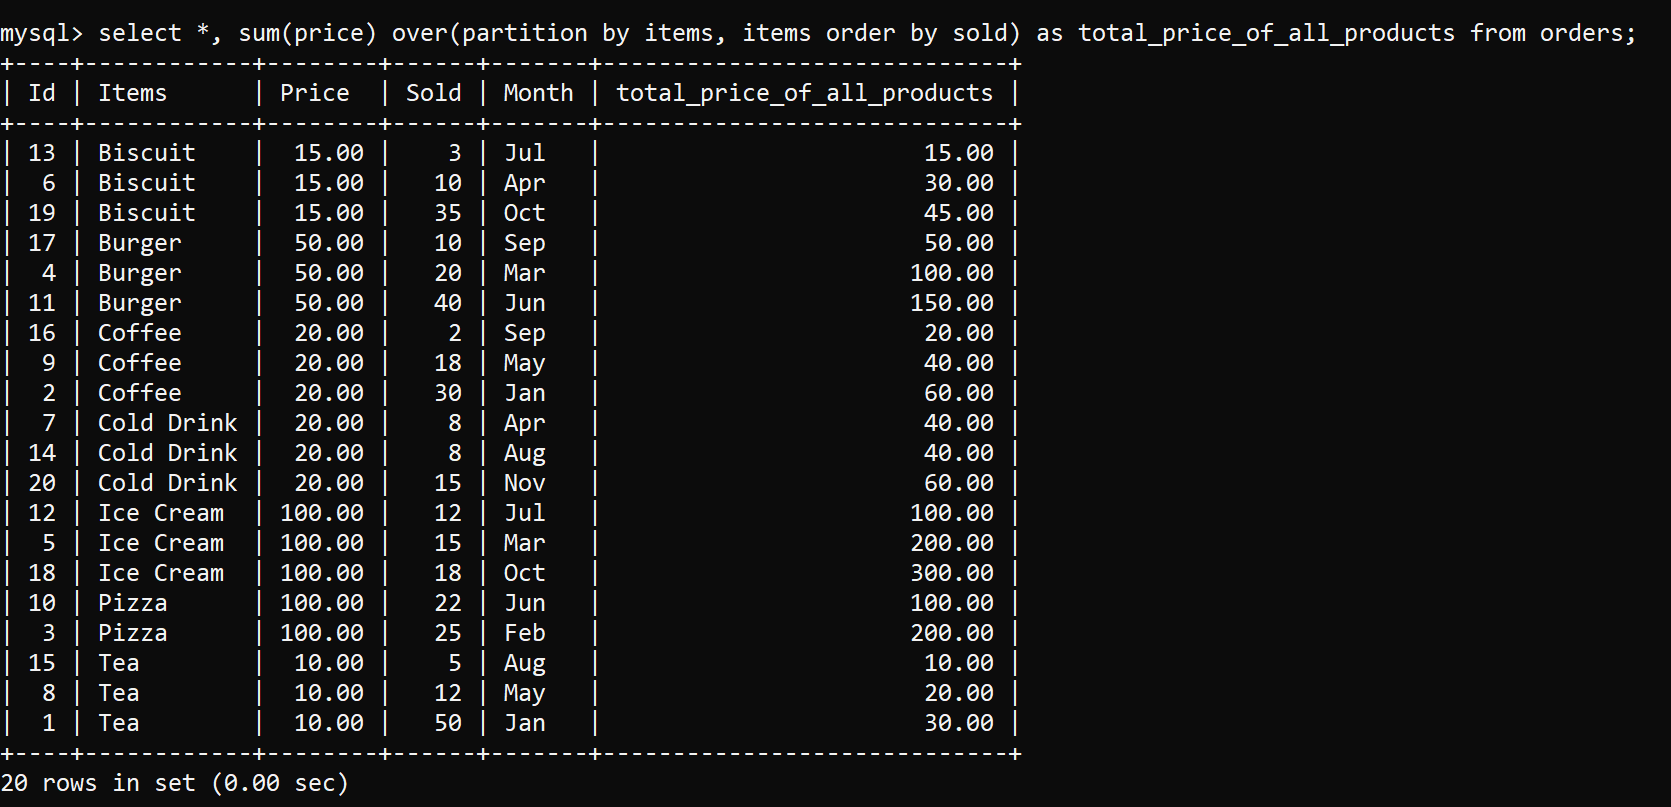 mysql> select *, sum(price) over(partition by items, items order by sold) as total_price_of_all_products from orders;
+----+------------+--------+------+-------+-----------------------------+
| Id | Items      | Price  | Sold | Month | total_price_of_all_products |
+----+------------+--------+------+-------+-----------------------------+
| 13 | Biscuit    |  15.00 |    3 | Jul   |                       15.00 |
|  6 | Biscuit    |  15.00 |   10 | Apr   |                       30.00 |
| 19 | Biscuit    |  15.00 |   35 | Oct   |                       45.00 |
| 17 | Burger     |  50.00 |   10 | Sep   |                       50.00 |
|  4 | Burger     |  50.00 |   20 | Mar   |                      100.00 |
| 11 | Burger     |  50.00 |   40 | Jun   |                      150.00 |
| 16 | Coffee     |  20.00 |    2 | Sep   |                       20.00 |
|  9 | Coffee     |  20.00 |   18 | May   |                       40.00 |
|  2 | Coffee     |  20.00 |   30 | Jan   |                       60.00 |
|  7 | Cold Drink |  20.00 |    8 | Apr   |                       40.00 |
| 14 | Cold Drink |  20.00 |    8 | Aug   |                       40.00 |
| 20 | Cold Drink |  20.00 |   15 | Nov   |                       60.00 |
| 12 | Ice Cream  | 100.00 |   12 | Jul   |                      100.00 |
|  5 | Ice Cream  | 100.00 |   15 | Mar   |                      200.00 |
| 18 | Ice Cream  | 100.00 |   18 | Oct   |                      300.00 |
| 10 | Pizza      | 100.00 |   22 | Jun   |                      100.00 |
|  3 | Pizza      | 100.00 |   25 | Feb   |                      200.00 |
| 15 | Tea        |  10.00 |    5 | Aug   |                       10.00 |
|  8 | Tea        |  10.00 |   12 | May   |                       20.00 |
|  1 | Tea        |  10.00 |   50 | Jan   |                       30.00 |
+----+------------+--------+------+-------+-----------------------------+
20 rows in set (0.00 sec)